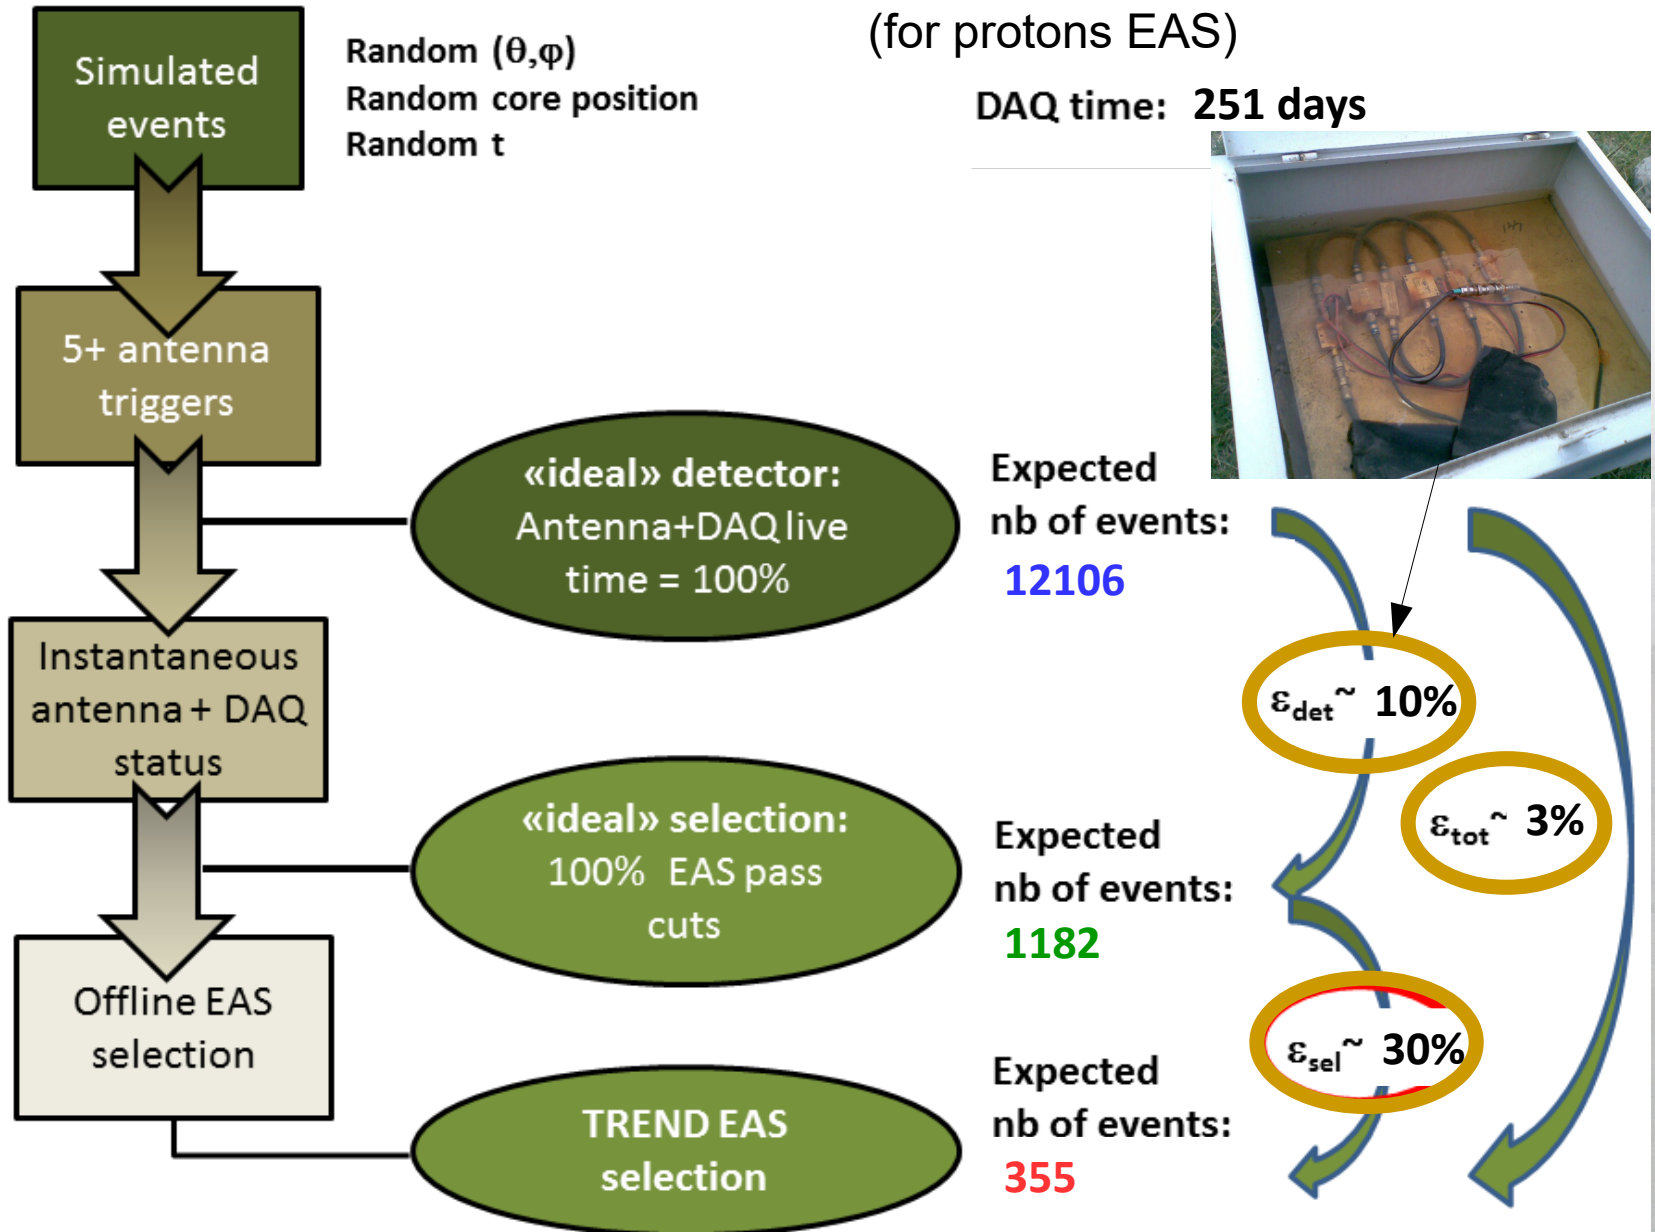 (for protons EAS)
Simulated
events
Random (θ,φ)
Random core position
Random t
DAQ time: 251 days
5+ antenna
triggers
«ideal» detector:
Antenna+DAQ live
time = 100%
Expected
nb of events:
12106
Instantaneous
antenna + DAQ
status
εdet~ 10%
εtot~ 3%
«ideal» selection:
100% EAS pass
cuts
Expected
nb of events:
1182
Offline EAS
selection
εsel~ 30%
TREND EAS
selection
Expected
nb of events:
355